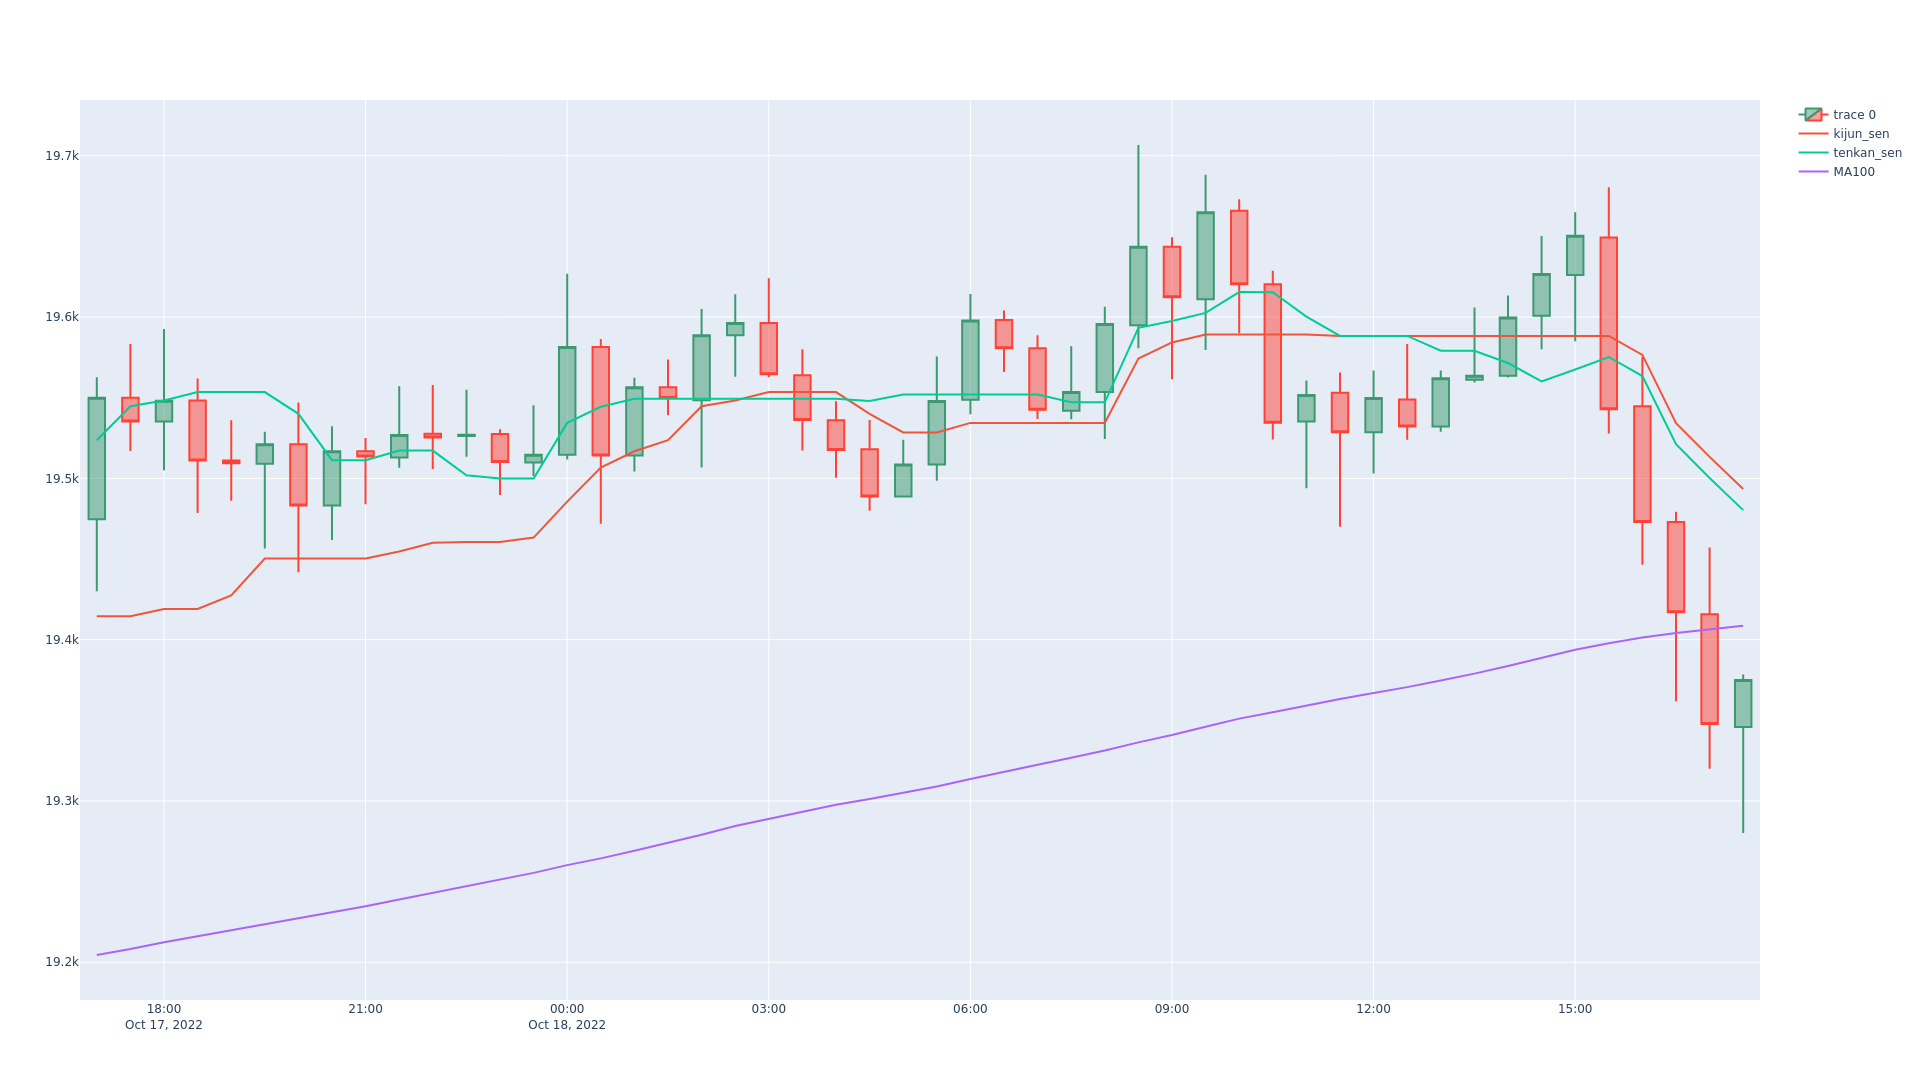 19.7k
19.6k
19.5k
19.4k
19.3k
19.2k
18:00 21:00 00:00 03:00 06:00 09:00 12:00 15:00
Oct 17, 2022 Oct 18, 2022
trace 0
kijun_sen
tenkan_sen
MA100